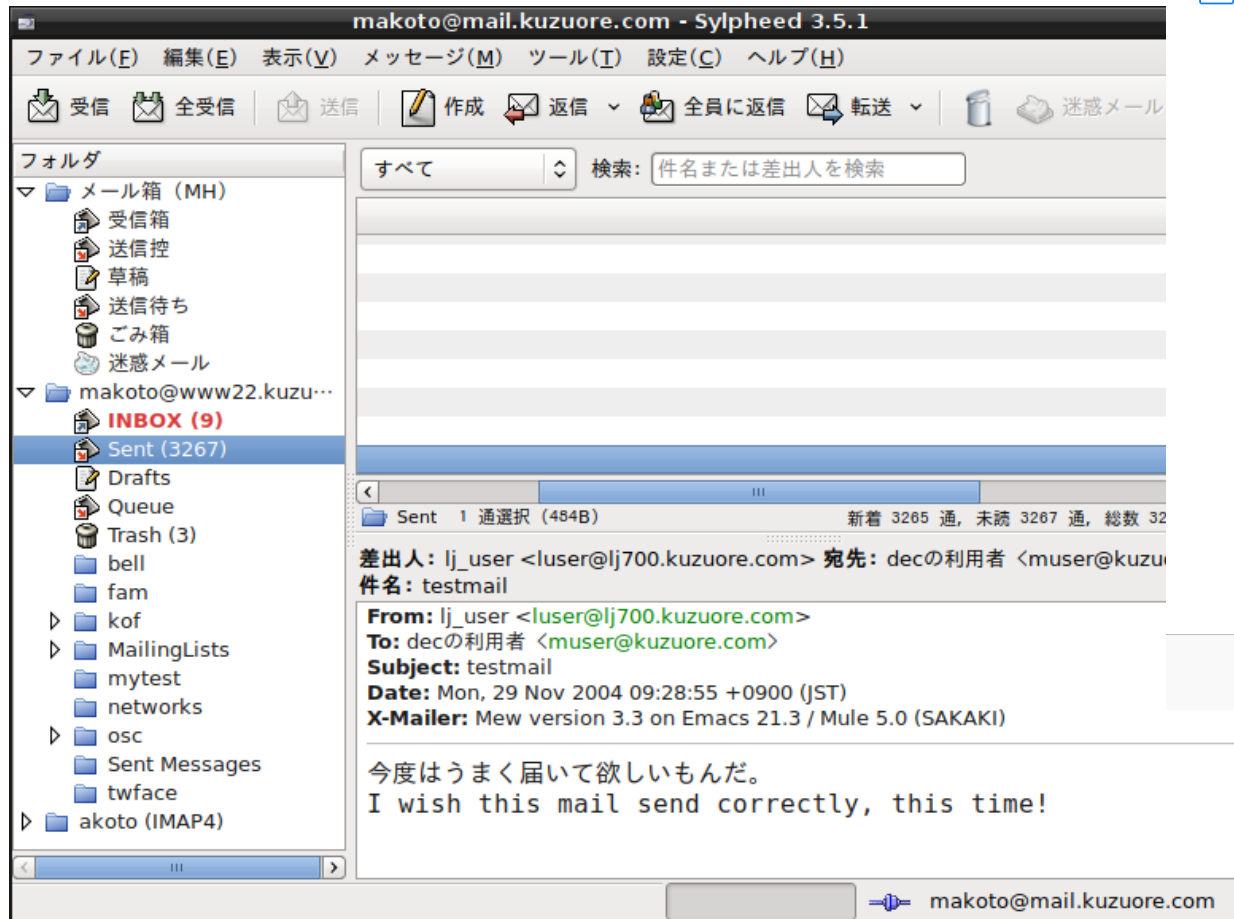 makoto@mail.kuzuore.com - Sylpheed 3.5.1
ファイル(F) 編集(E) 表示(V) メッセージ(M) ツール(T) 設定(C) ヘルプ(H)
受信 全受信 送信 作成 返信 全員に返信 転送 迷惑メール
フォルダ
メール箱（MH）
受信箱
送信控
草稿
送信待ち
ごみ箱
迷惑メール
makoto@www22.kuzu…
INBOX (9)
Sent (3267)
Drafts
Queue
Trash (3)
bell
fam
kof
MailingLists
mytest
networks
osc
Sent Messages
twface
akoto (IMAP4)
すべて 検索: 件名または差出人を検索
Sent 1 通選択 (484B) 新着 3265 通, 未読 3267 通, 総数 32
差出人: lj_user <luser@lj700.kuzuore.com> 宛先: decの利用者 <muser@kuzu
件名: testmail
From: lj_user <luser@lj700.kuzuore.com>
To: decの利用者 <muser@kuzuore.com>
Subject: testmail
Date: Mon, 29 Nov 2004 09:28:55 +0900 (JST)
X-Mailer: Mew version 3.3 on Emacs 21.3 / Mule 5.0 (SAKAKI)
今度はうまく届いて欲しいもんだ。
I wish this mail send correctly, this time!
makoto@mail.kuzuore.com